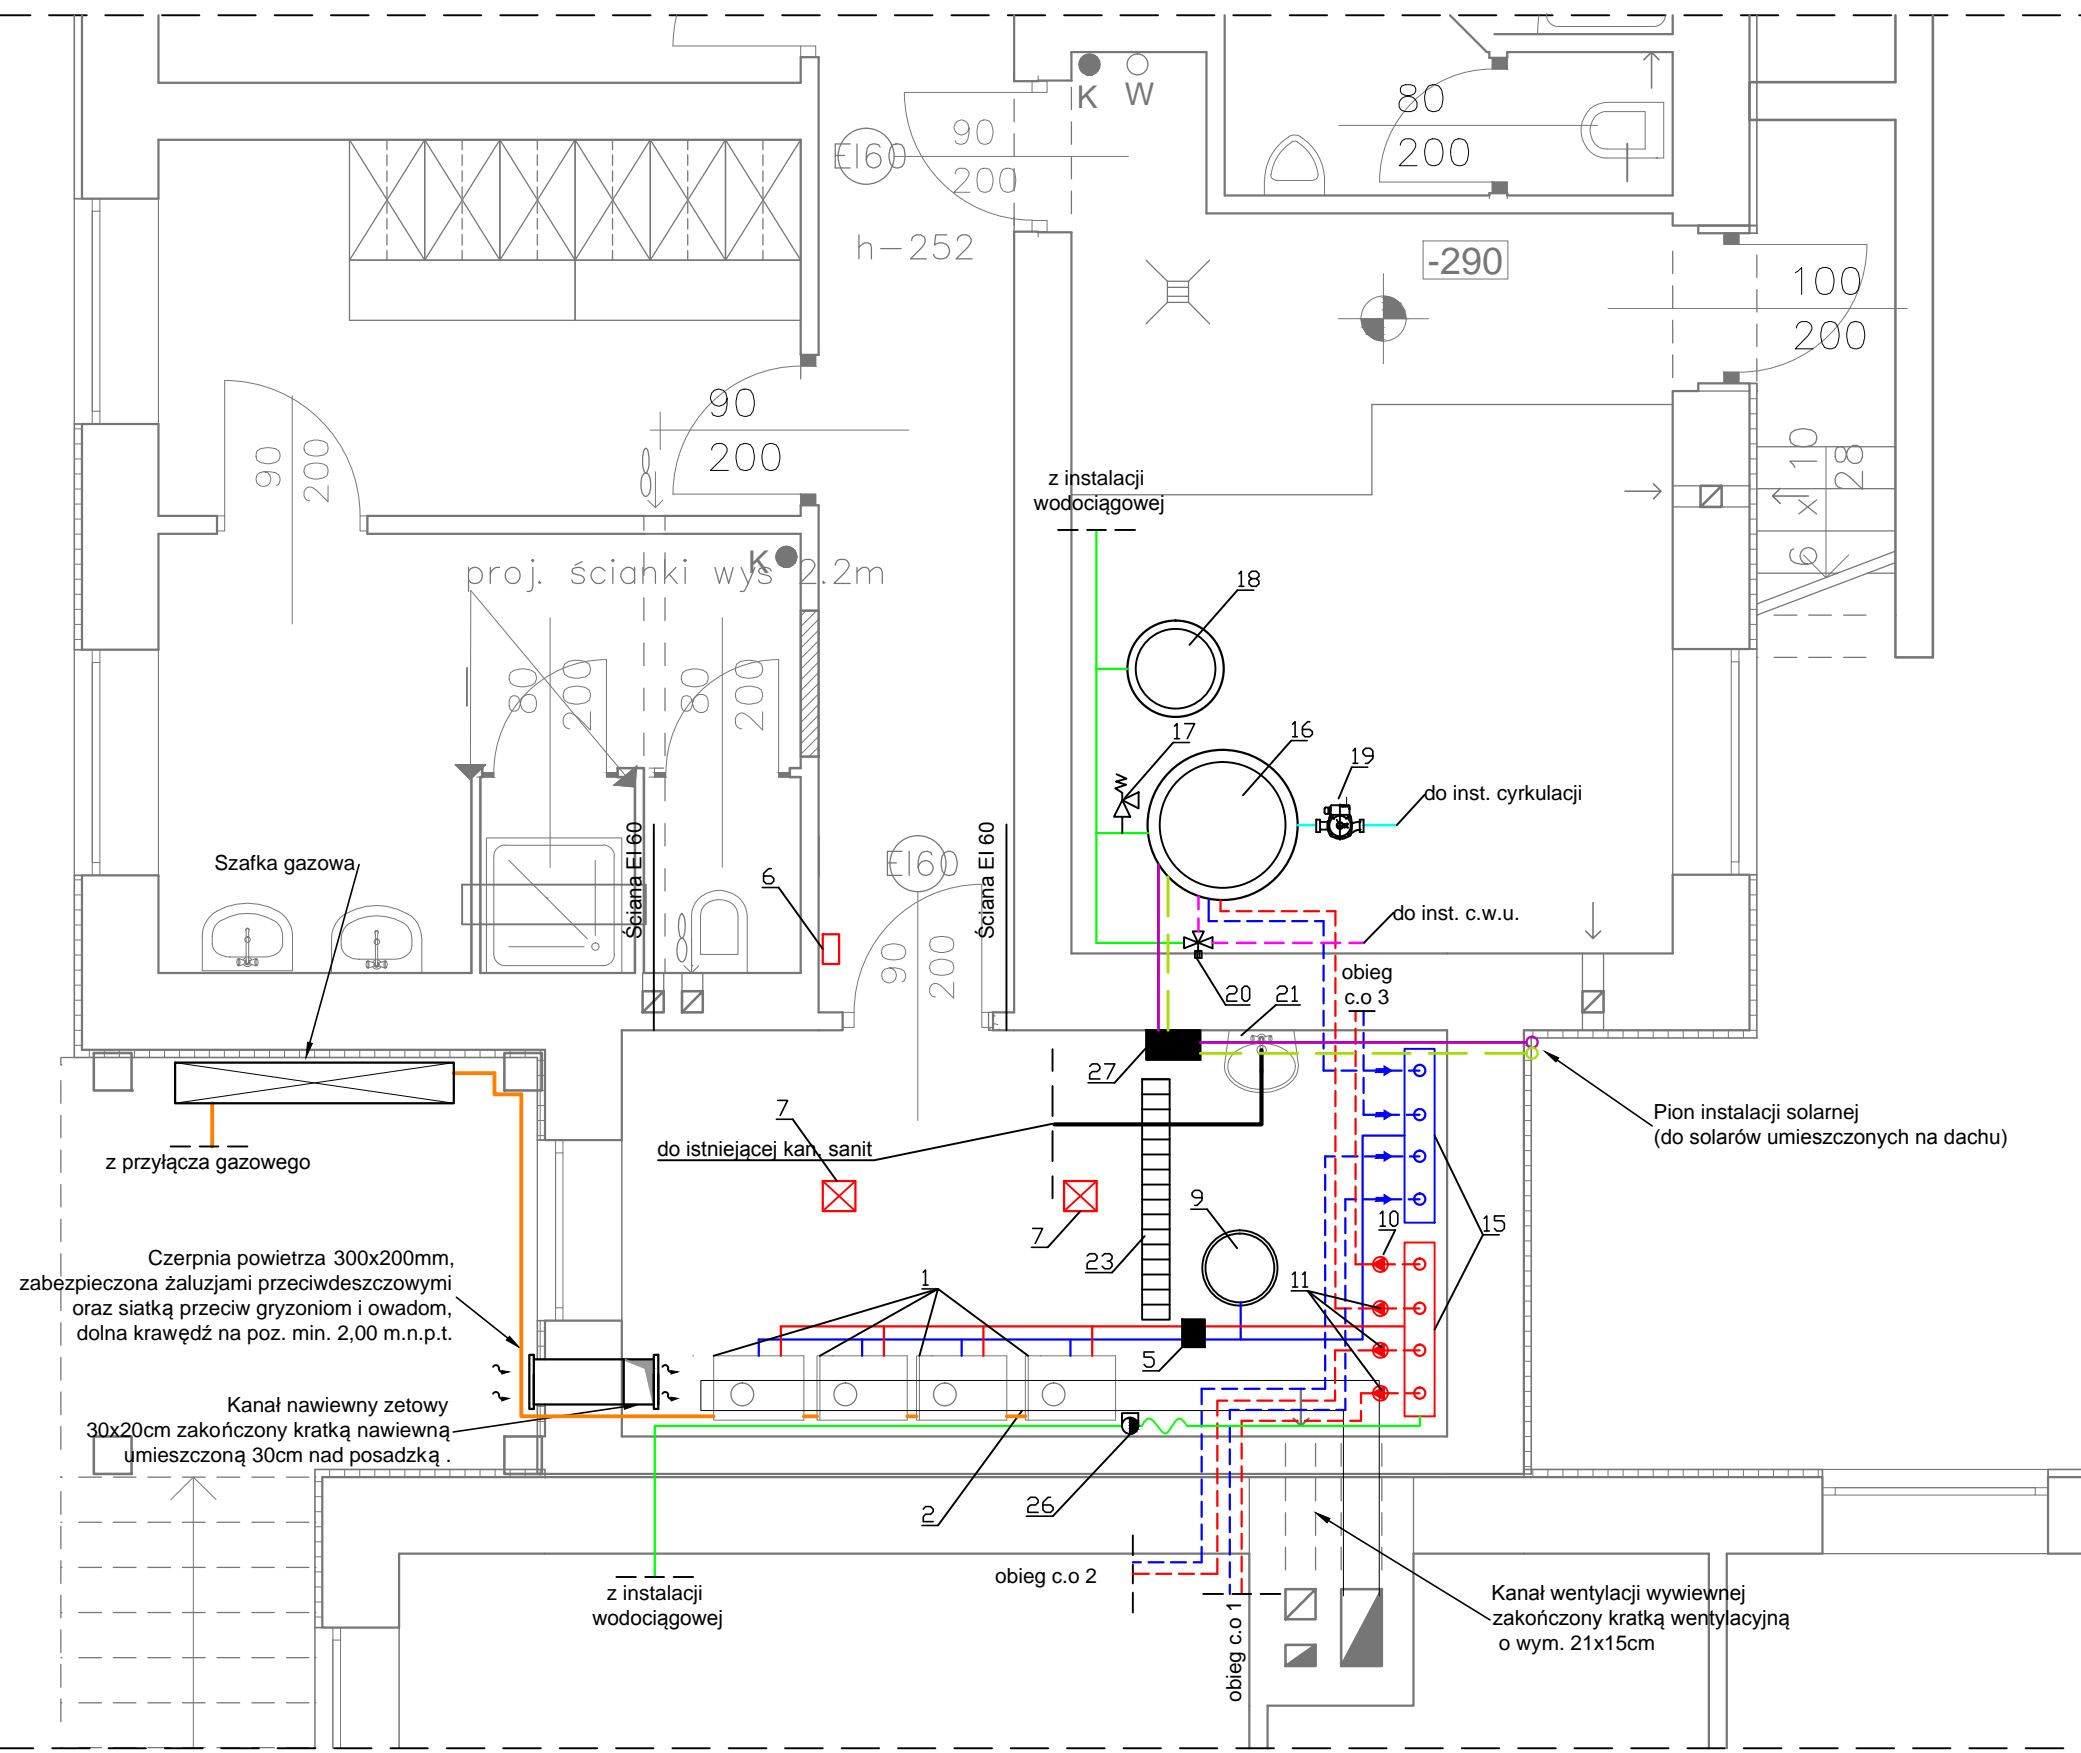 K
W
80
200
EI60
90
200
h-252
-290
100
200
90
200
90
200
6 x 10
28
z instalacji
wodociągowej
K
proj. ścianki wys 2.2m
18
80
200
80
200
17
16
19
do inst. cyrkulacji
Szafka gazowa
Ściana EI 60
6
EI60
Ściana EI 60
90
200
do inst. c.w.u.
20
21
obieg
c.o 3
27
7
do istniejącej kan. sanit
z przyłącza gazowego
Pion instalacji solarnej
(do solarów umieszczonych na dachu)
7
9
10
15
23
11
1
Czerpnia powietrza 300x200mm,
zabezpieczona żaluzjami przeciwdeszczowymi
oraz siatką przeciw gryzoniom i owadom,
dolna krawędź na poz. min. 2,00 m.n.p.t.
5
Kanał nawiewny zetowy
30x20cm zakończony kratką nawiewną
umieszczoną 30cm nad posadzką .
2
26
obieg c.o 2
z instalacji
wodociągowej
obieg c.o 1
Kanał wentylacji wywiewnej
zakończony kratką wentylacyjną
o wym. 21x15cm